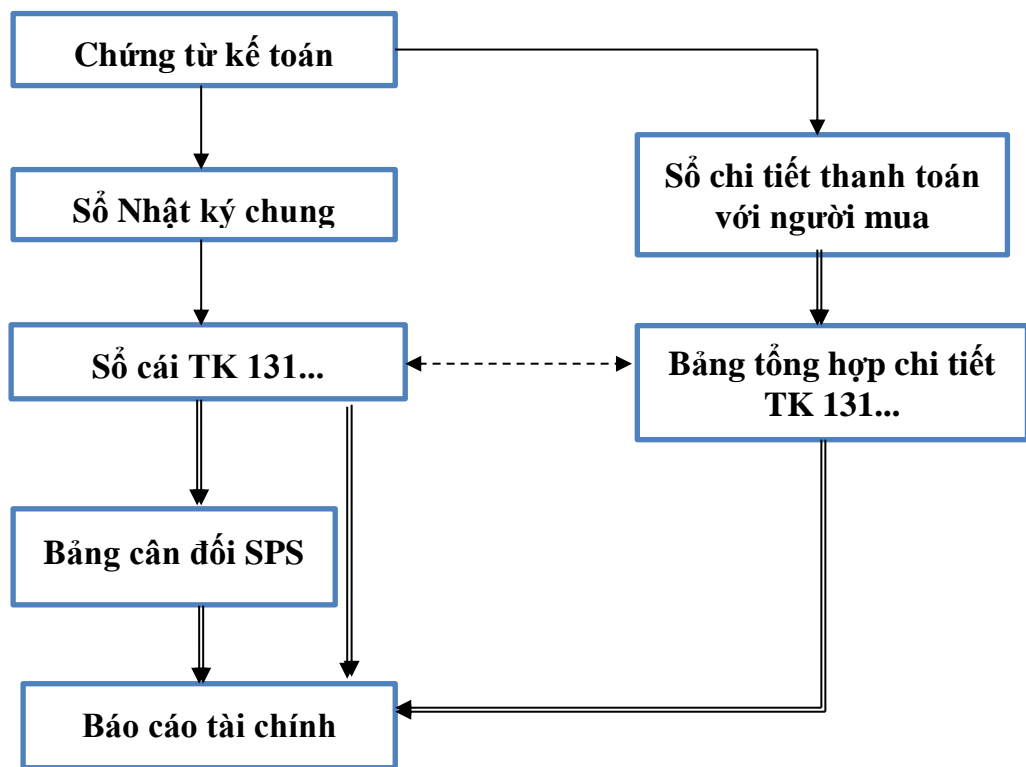 Chứng từ kế toán
Sổ Nhật ký chung
Sổ chi tiết thanh toán
với người mua
Sổ cái TK 131...
Bảng tổng hợp chi tiết
TK 131...
Bảng cân đối SPS
Báo cáo tài chính